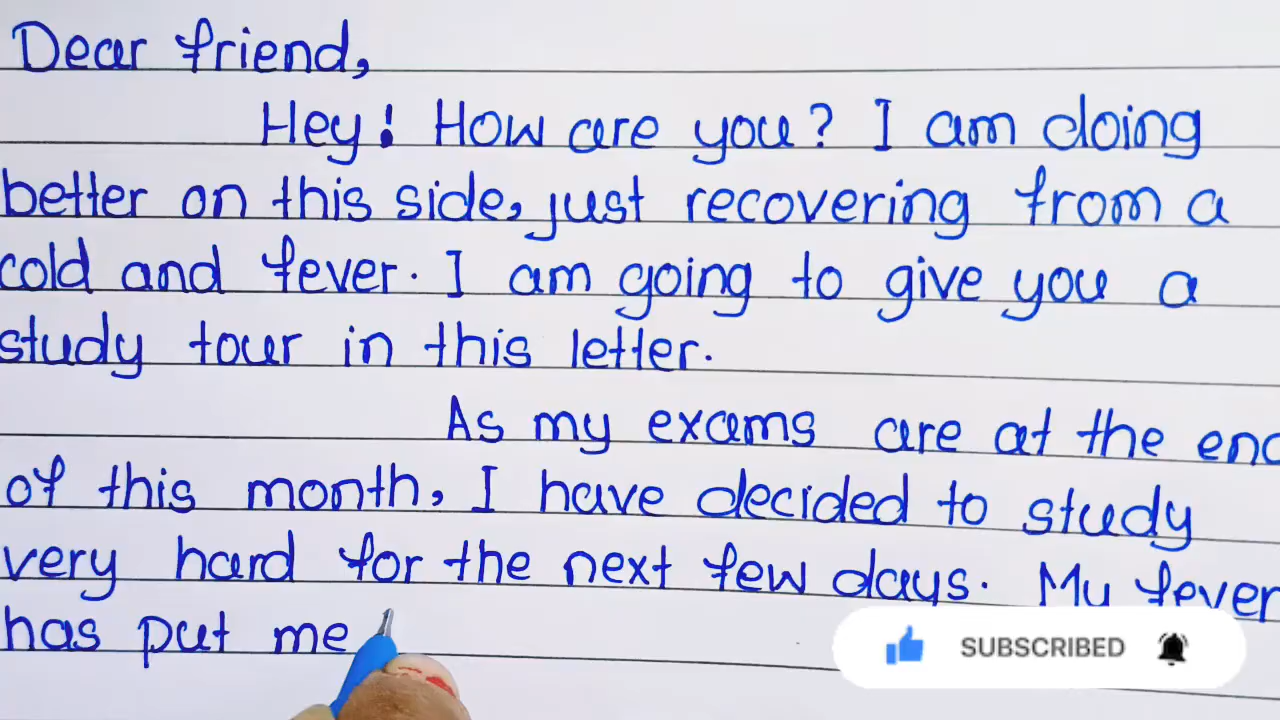 Dear friend,
Hey! How are you? I am doing
better on this side, just recovering from a
cold and fever. I am going to give you a
study tour in this letter.
As my exams are at the end
of this month, I have decided to study
very hard for the next few days. My fever
has put me
SUBSCRIBED